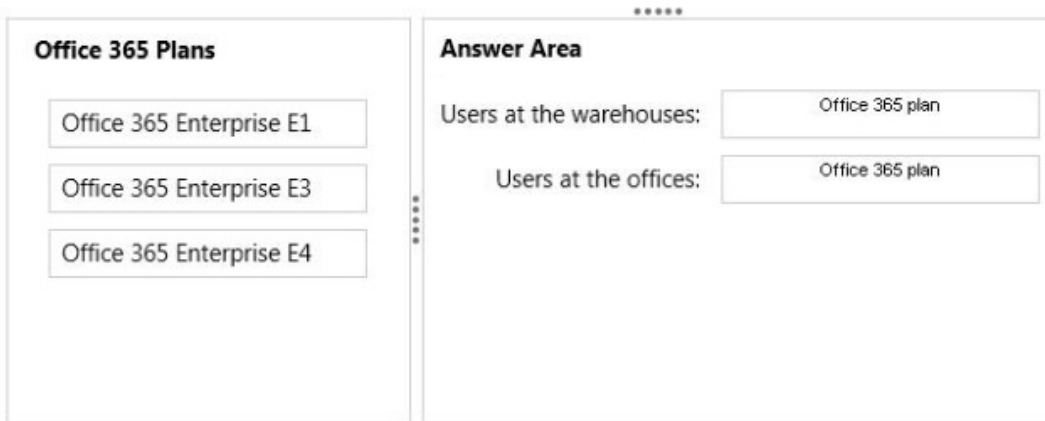 Office 365 Plans
Office 365 Enterprise E1
Office 365 Enterprise E3
Office 365 Enterprise E4
Answer Area
Users at the warehouses:
Office 365 plan
Users at the offices:
Office 365 plan